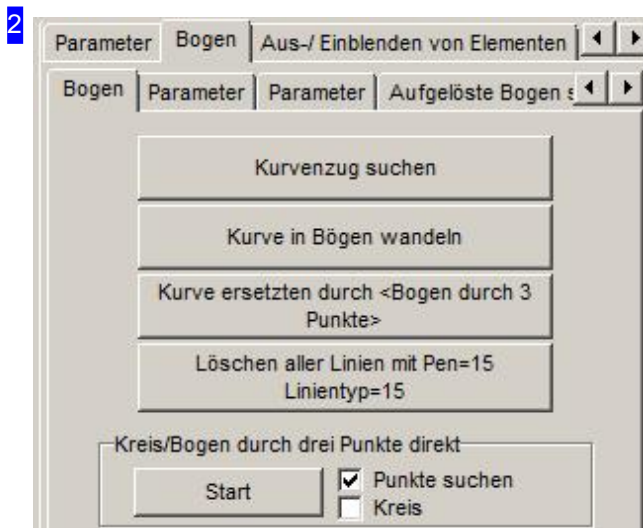 2
Parameter Bogen Aus-/ Einblenden von Elementen
Bogen Parameter Parameter Aufgelöste Bogen s
Kurvenzug suchen
Kurve in Bögen wandeln
Kurve ersetzten durch <Bogen durch 3
Punkte>
Löschen aller Linien mit Pen=15
Linientyp=15
Kreis/Bogen durch drei Punkte direkt
Start Punkte suchen
Kreis